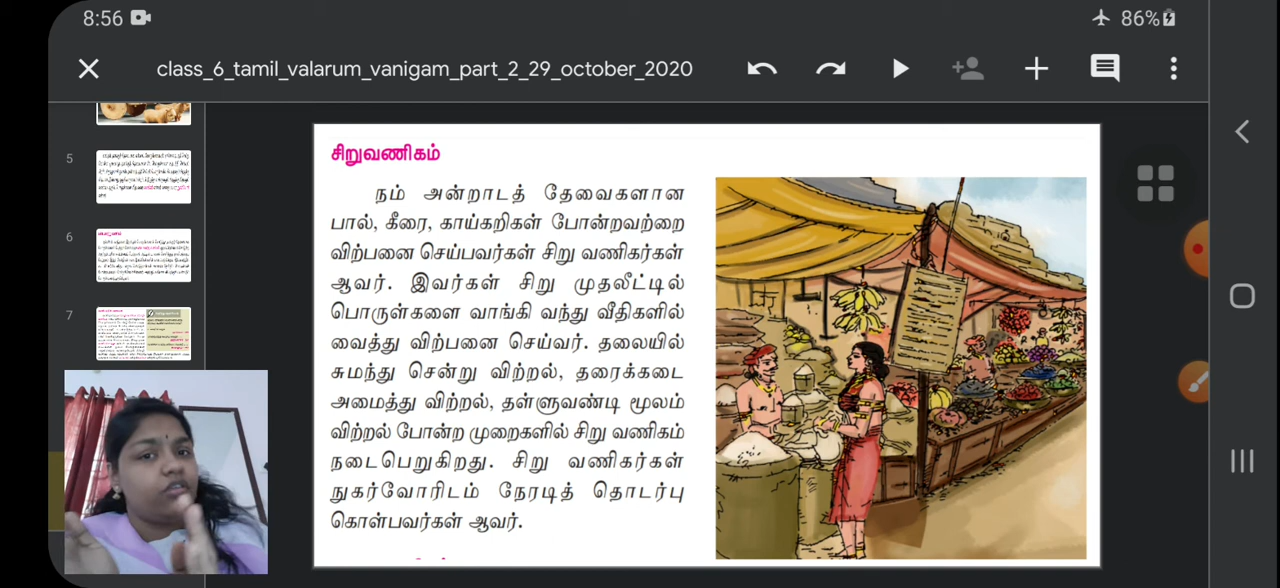 8:56
86%
class_6_tamil_valarum_vanigam_part_2_29_october_2020
5
6
7
சிறுவணிகம்
நம் அன்றாடத் தேவைகளான
பால், கீரை, காய்கறிகள் போன்றவற்றை
விற்பனை செய்பவர்கள் சிறு வணிகர்கள்
ஆவர். இவர்கள் சிறு முதலீட்டில்
பொருள்களை வாங்கி வந்து வீதிகளில்
வைத்து விற்பனை செய்வர். தலையில்
சுமந்து சென்று விற்றல், தரைக்கடை
அமைத்து விற்றல், தள்ளுவண்டி மூலம்
விற்றல் போன்ற முறைகளில் சிறு வணிகம்
நடைபெறுகிறது. சிறு வணிகர்கள்
நுகர்வோரிடம் நேரடித் தொடர்பு
கொள்பவர்கள் ஆவர்.